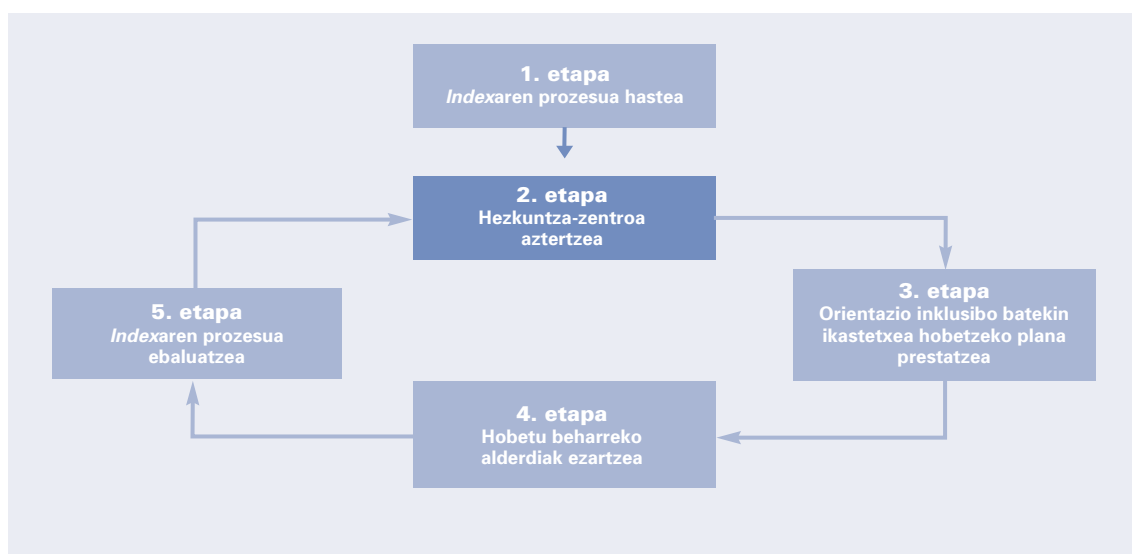 1. etapa
Indexaren prozesua hastea
2. etapa
Hezkuntza-zentroa
aztertzea
3. etapa
Orientazio inklusibo batekin
ikastetxea hobetzeko plana
prestatzea
4. etapa
Hobetu beharreko
alderdiak ezartzea
5. etapa
Indexaren prozesua
ebaluatzea